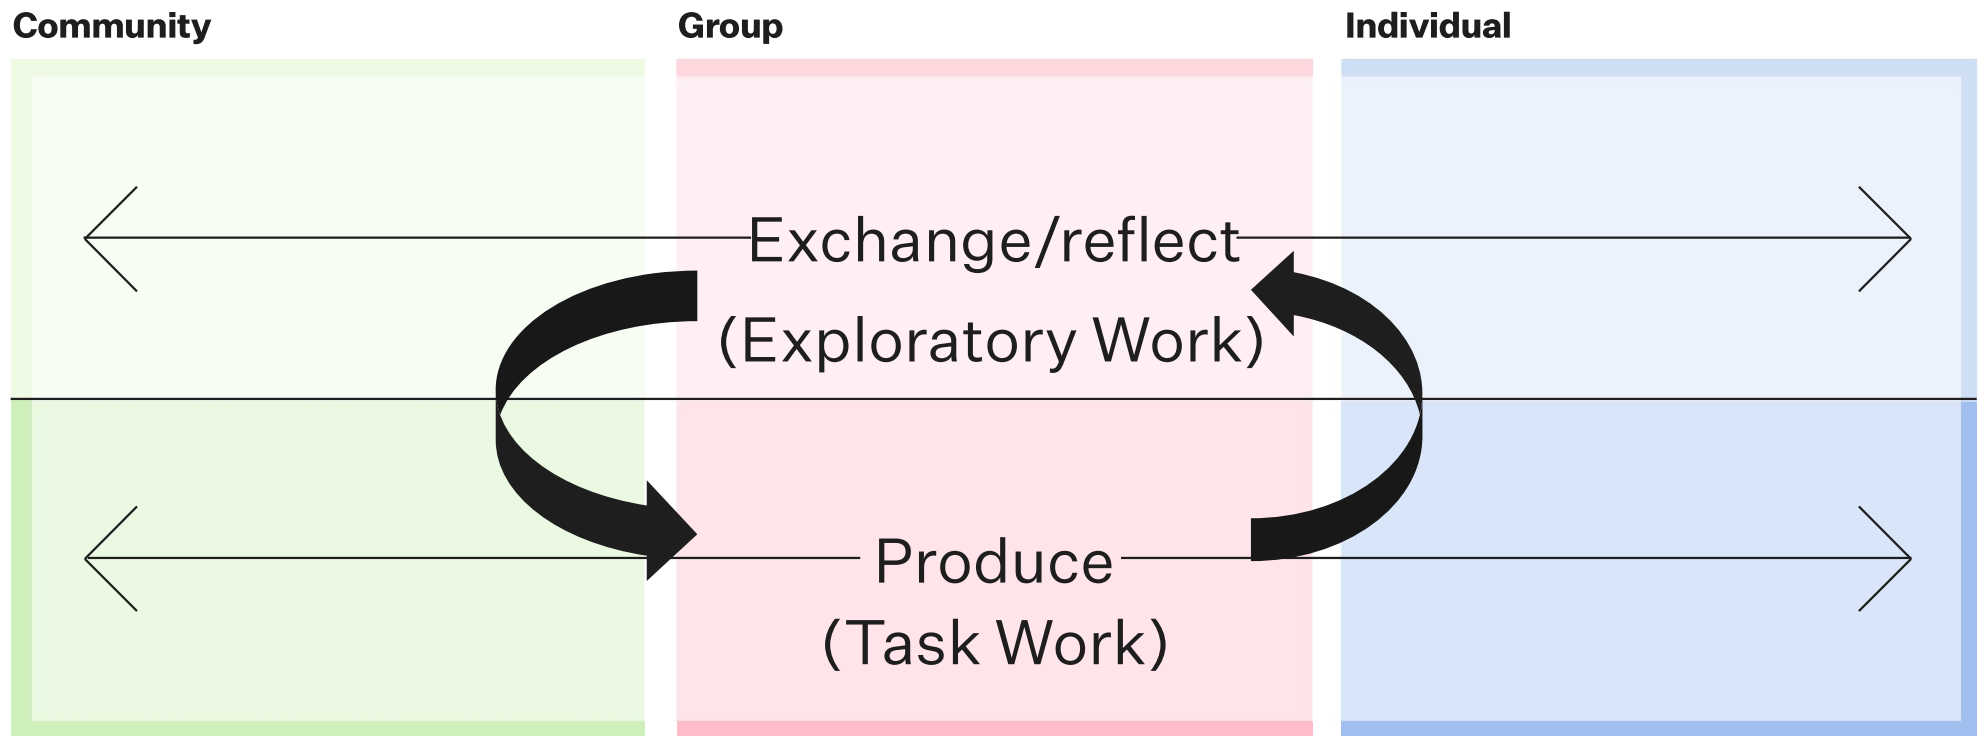 Community
Group
Individual
Exchange/reflect
(Exploratory Work)
Produce
(Task Work)